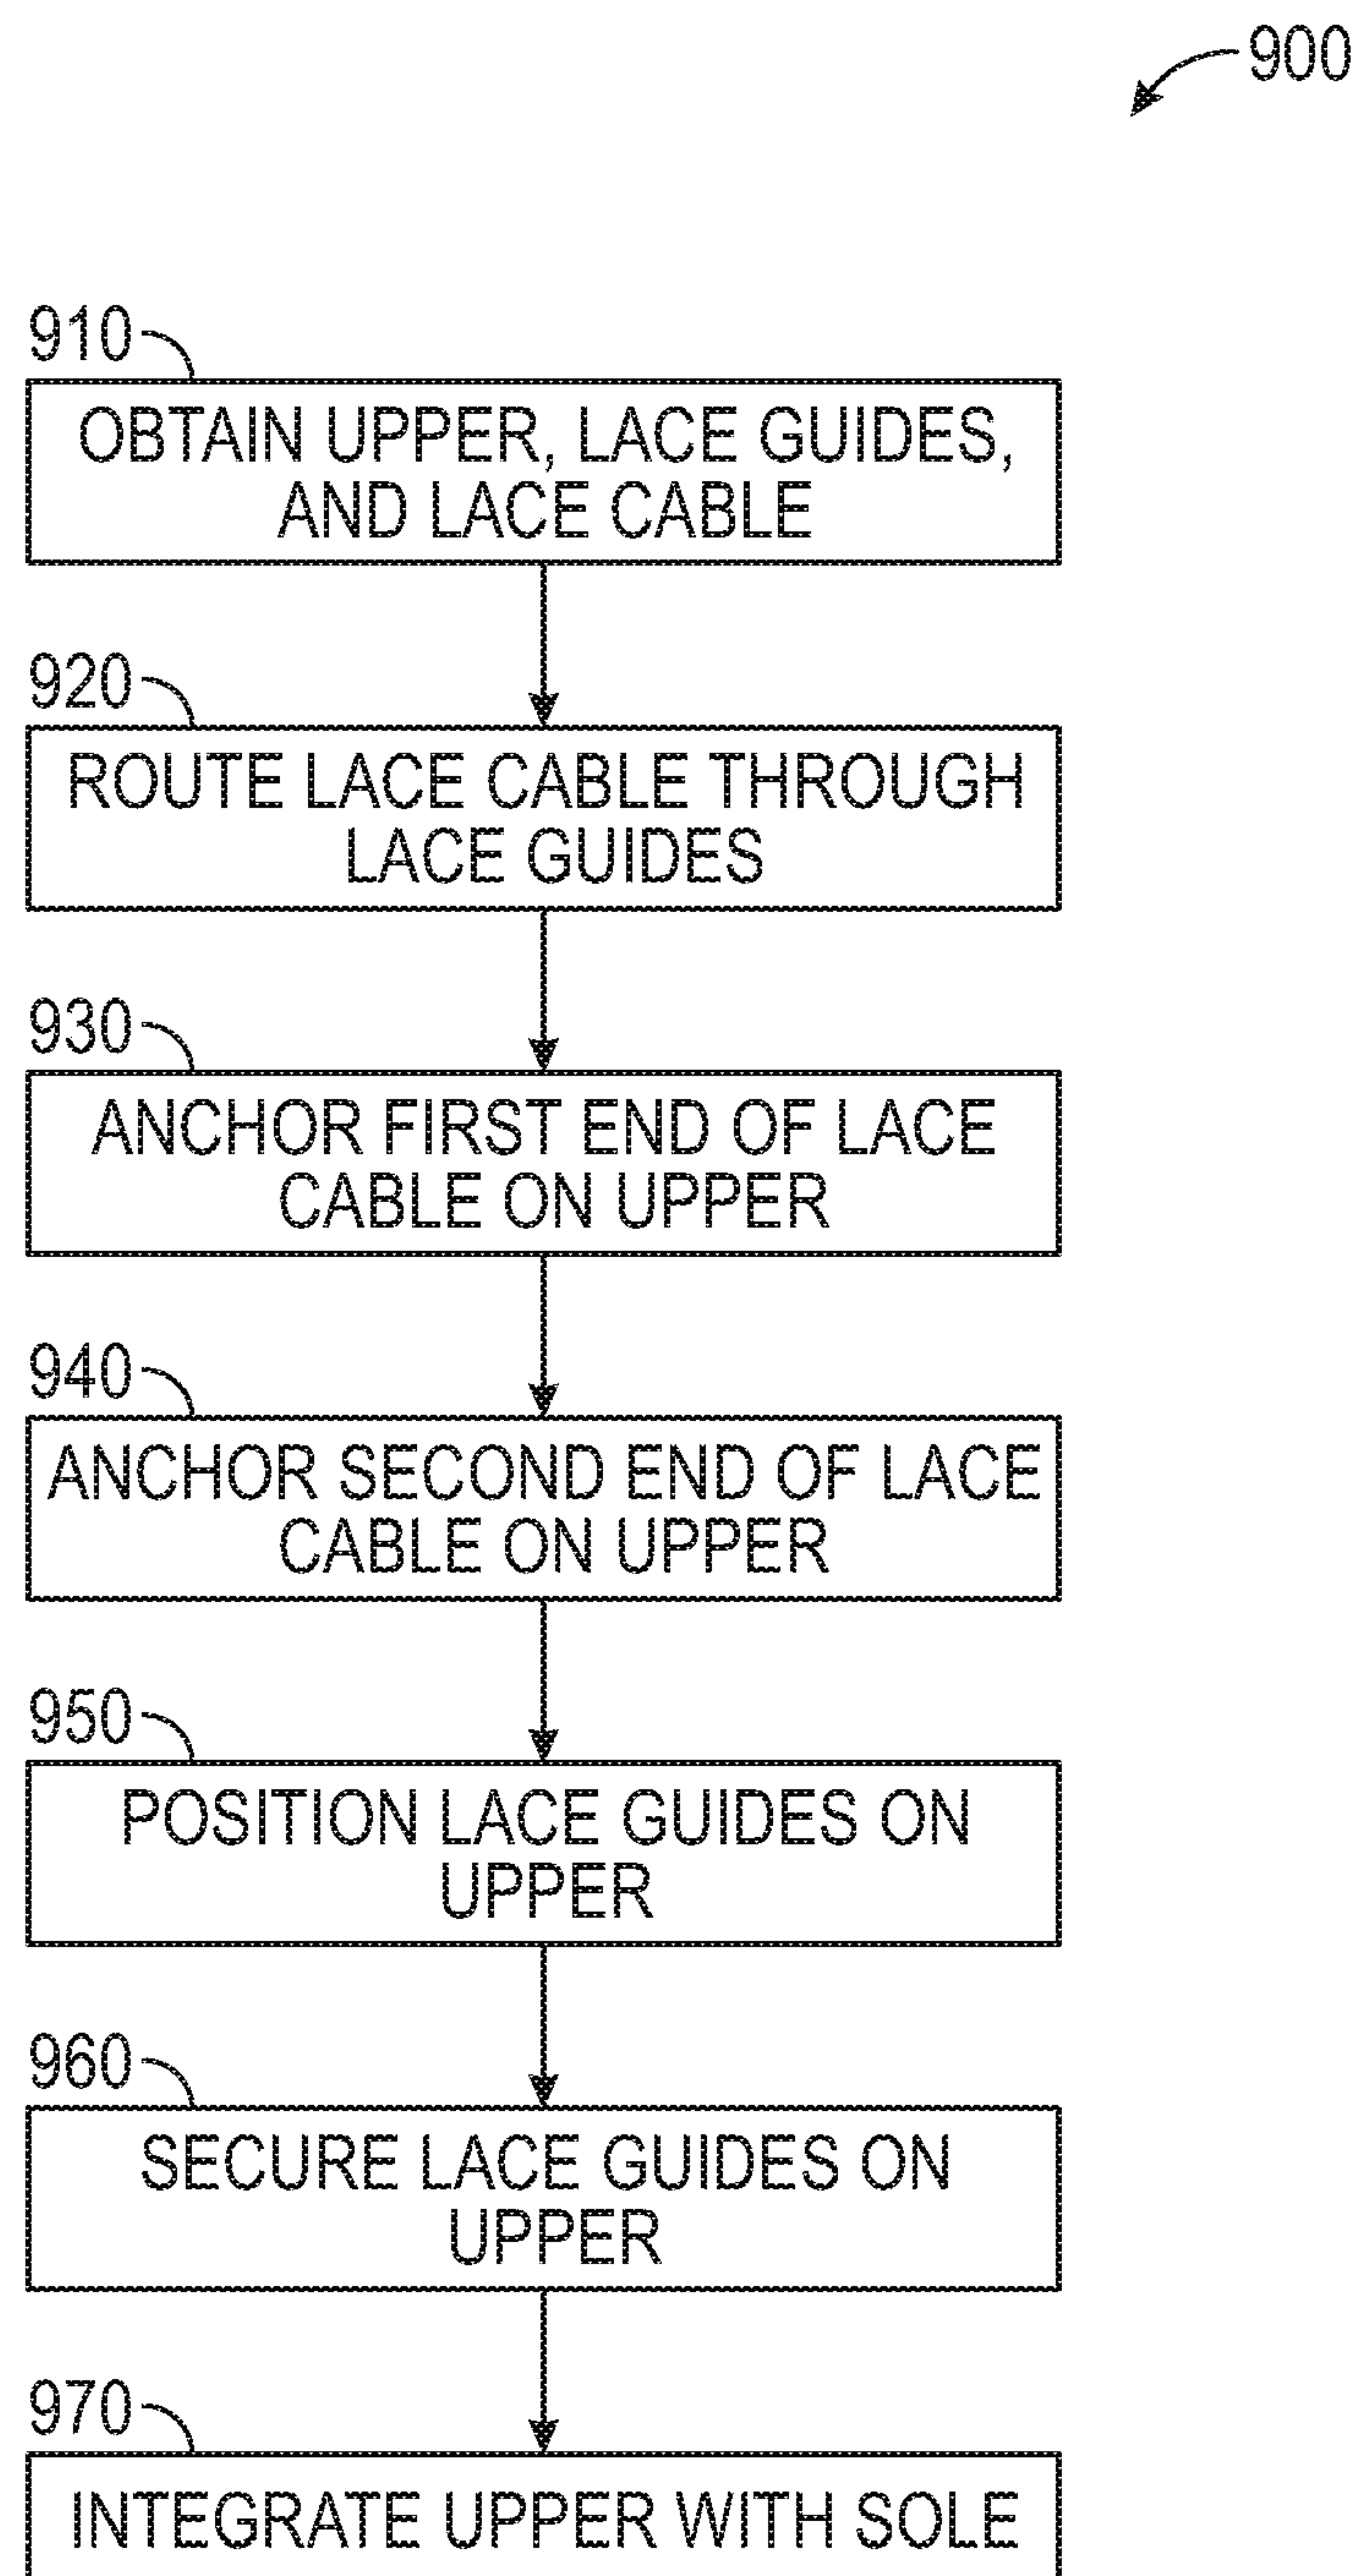 900
910
OBTAIN UPPER, LACE GUIDES,
AND LACE CABLE
920
ROUTE LACE CABLE THROUGH
LACE GUIDES
930
ANCHOR FIRST END OF LACE
CABLE ON UPPER
940
ANCHOR SECOND END OF LACE
CABLE ON UPPER
950
POSITION LACE GUIDES ON
UPPER
960
SECURE LACE GUIDES ON
UPPER
970
INTEGRATE UPPER WITH SOLE